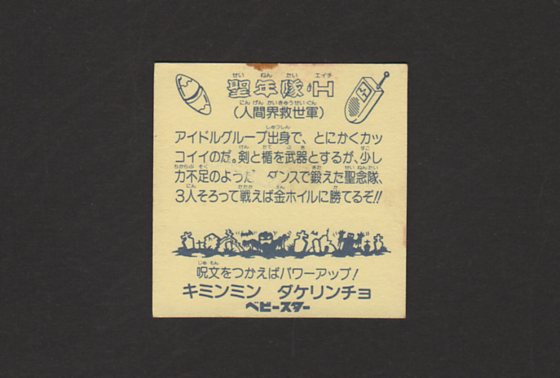 聖年隊・H
(人間界救世軍)
アイドルグループ出身で、とにかくカッ
コイイのだ。剣と楯を武器とするが、少し
力不足のようだ ダンスで鍛えた聖念隊、
3人そろって戦えば金ホイルに勝てるぞ!!
呪文をつかえばパワーアップ!
キミンミン ダケリンチョ
ベビースター